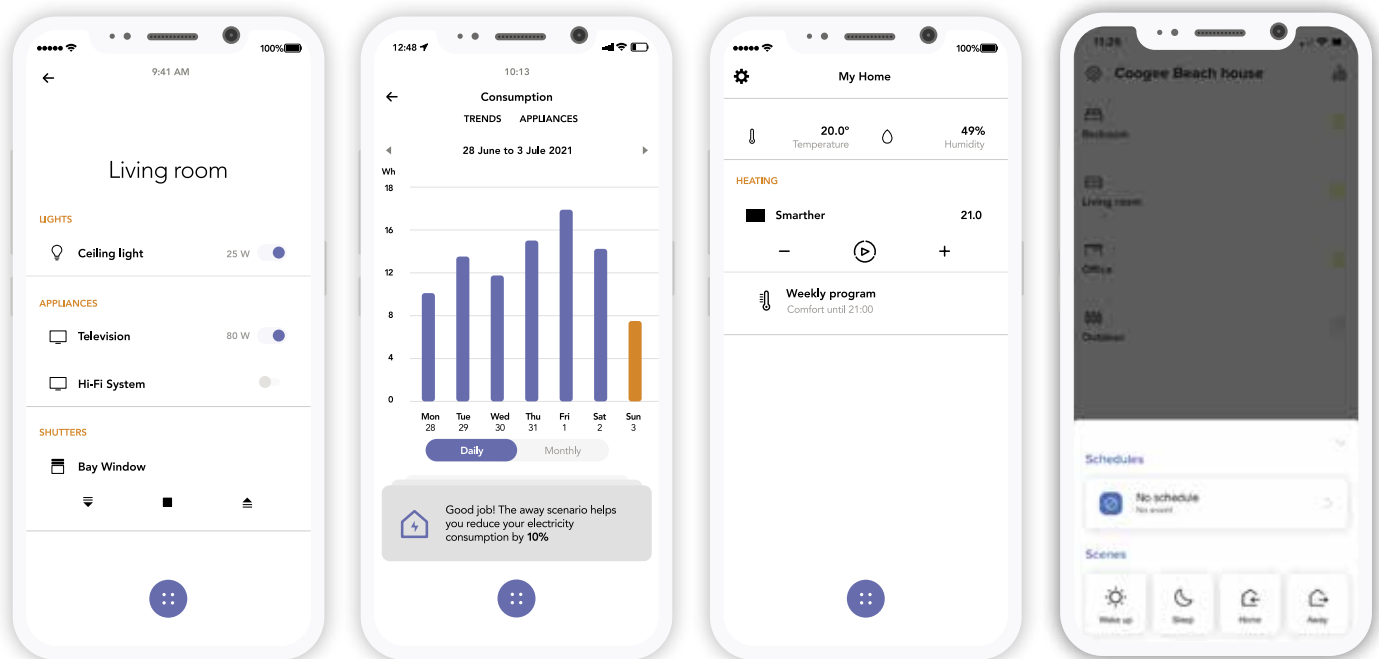 100%
9:41 AM
Living room
LIGHTS
Ceiling light 25 W
APPLIANCES
Television 80 W
Hi-Fi System
SHUTTERS
Bay Window
12:48
10:13
Consumption
TRENDS APPLIANCES
28 June to 3 Jule 2021
Wh
18
16
12
8
4
0
Mon Tue Wed Thu Fri Sat Sun
28 29 30 31 1 2 3
Daily Monthly
Good job! The away scenario helps
you reduce your electricity
consumption by 10%
100%
My Home
20.0° 49%
Temperature Humidity
HEATING
Smarther 21.0
Weekly program
Comfort until 21:00
11:26
Coogee Beach house
Bedroom
Living room
Office
Outdoor
Schedules
No schedule
No event
Scenes
Wake up Sleep Home Away